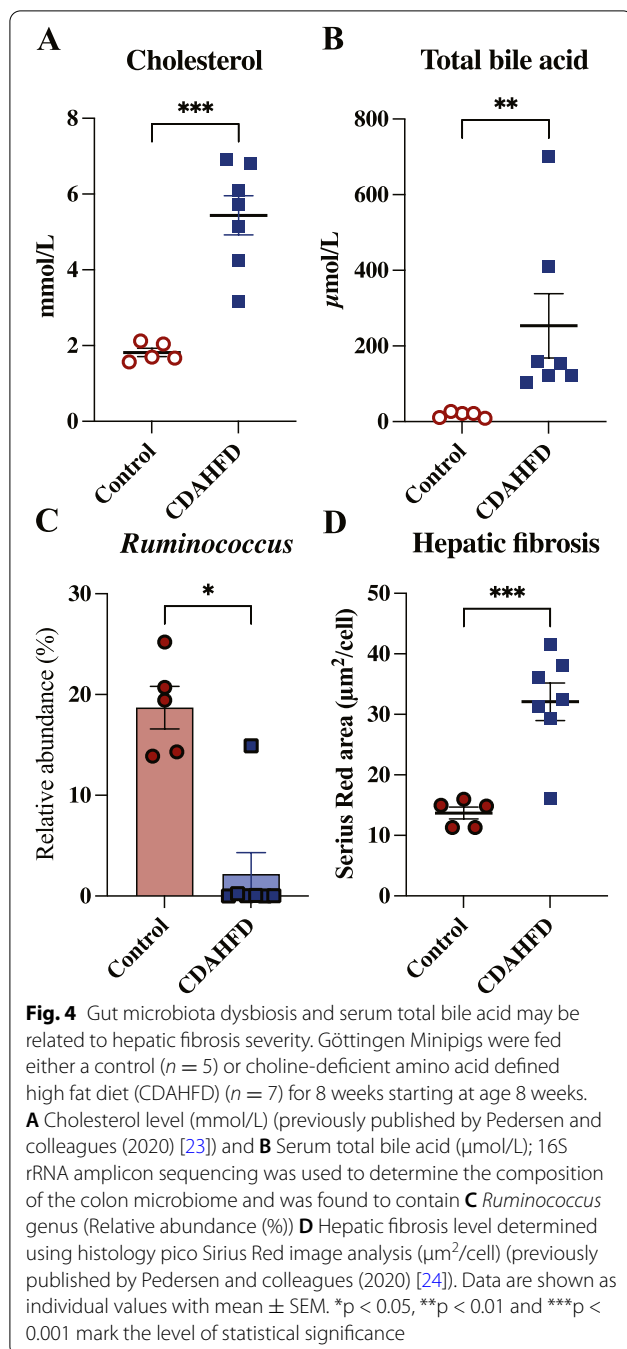 A
Cholesterol
***
8
6
4
2
0
mmol/L
Control
CDAHFD
B
Total bile acid
**
800
600
400
200
0
µmol/L
Control
CDAHFD
C
Ruminococcus
*
30
20
10
0
Relative abundance (%)
Control
CDAHFD
D
Hepatic fibrosis
***
50
40
30
20
10
0
Serius Red area (µm²/cell)
Control
CDAHFD
Fig. 4 Gut microbiota dysbiosis and serum total bile acid may be
related to hepatic fibrosis severity. Göttingen Minipigs were fed
either a control (n = 5) or choline-deficient amino acid defined
high fat diet (CDAHFD) (n = 7) for 8 weeks starting at age 8 weeks.
A Cholesterol level (mmol/L) (previously published by Pedersen and
colleagues (2020) [23]) and B Serum total bile acid (µmol/L); 16S
rRNA amplicon sequencing was used to determine the composition
of the colon microbiome and was found to contain C Ruminococcus
genus (Relative abundance (%)) D Hepatic fibrosis level determined
using histology pico Sirius Red image analysis (µm²/cell) (previously
published by Pedersen and colleagues (2020) [24]). Data are shown as
individual values with mean ± SEM. *p < 0.05, **p < 0.01 and ***p <
0.001 mark the level of statistical significance